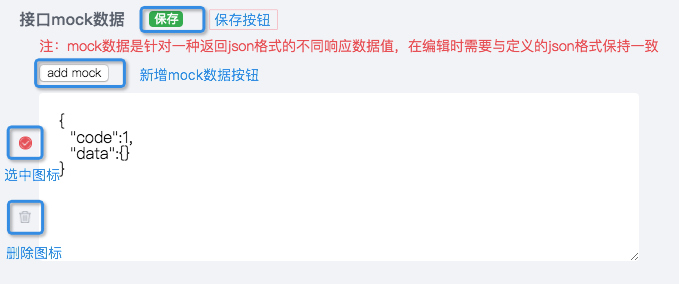 接口mock数据 保存 保存按钮
注：mock数据是针对一种返回json格式的不同响应数据值，在编辑时需要与定义的json格式保持一致
add mock 新增mock数据按钮
{
"code":1,
"data":{}
}
选中图标
删除图标